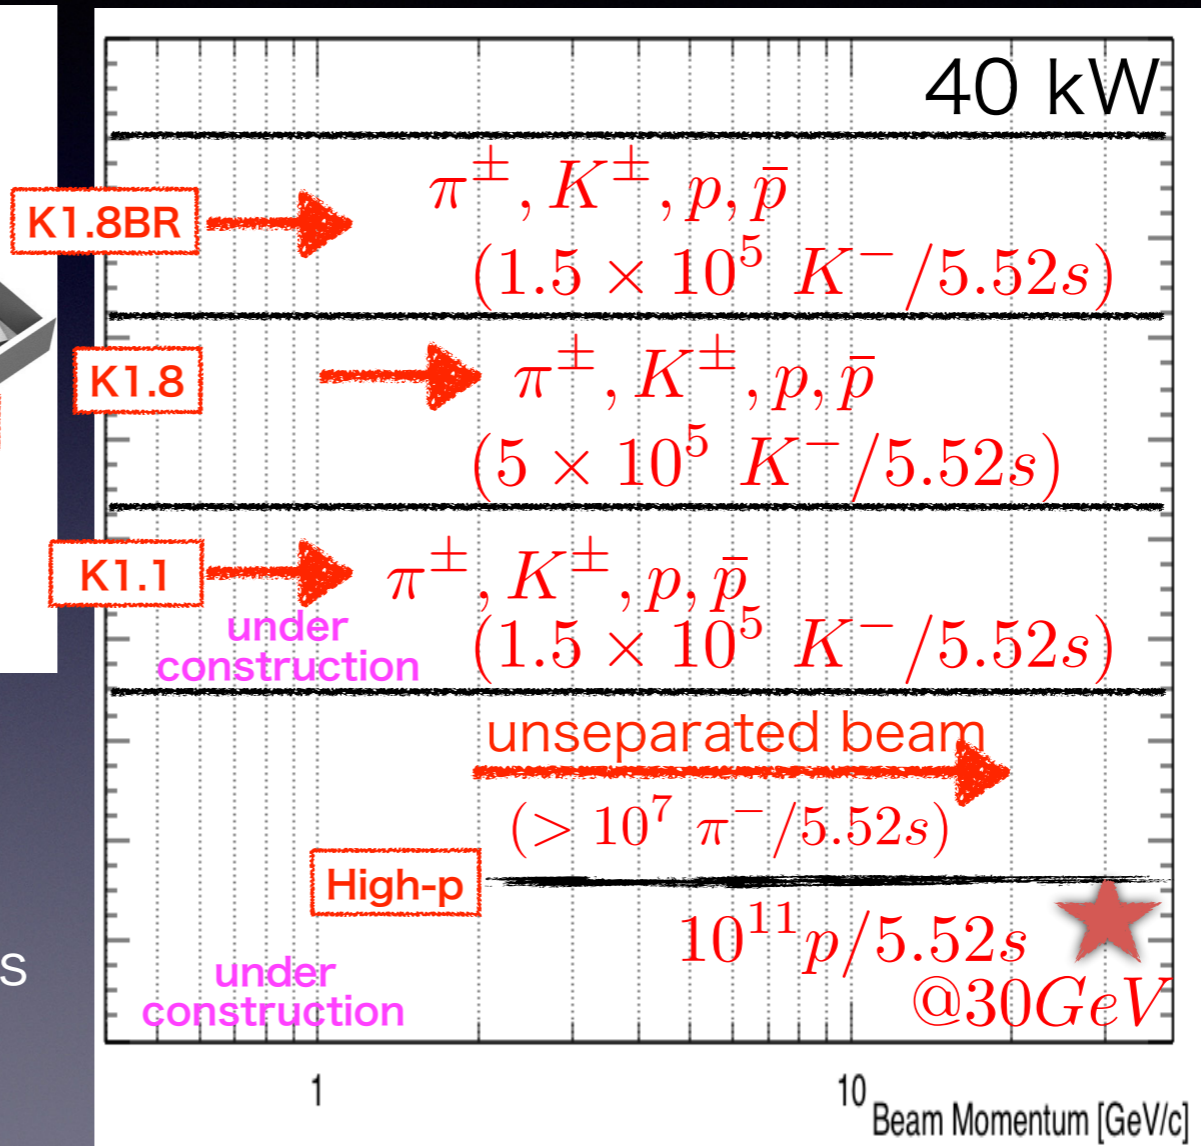 40 kW
K1.8BR
π±, K±, p, p̄
(1.5 × 10⁵ K⁻/5.52s)
K1.8
π±, K±, p, p̄
(5 × 10⁵ K⁻/5.52s)
K1.1
π±, K±, p, p̄
under
construction
(1.5 × 10⁵ K⁻/5.52s)
unseparated beam
(> 10⁷ π⁻/5.52s)
High-p
10¹¹p/5.52s
s
@30GeV
under
construction
1
10
Beam Momentum [GeV/c]